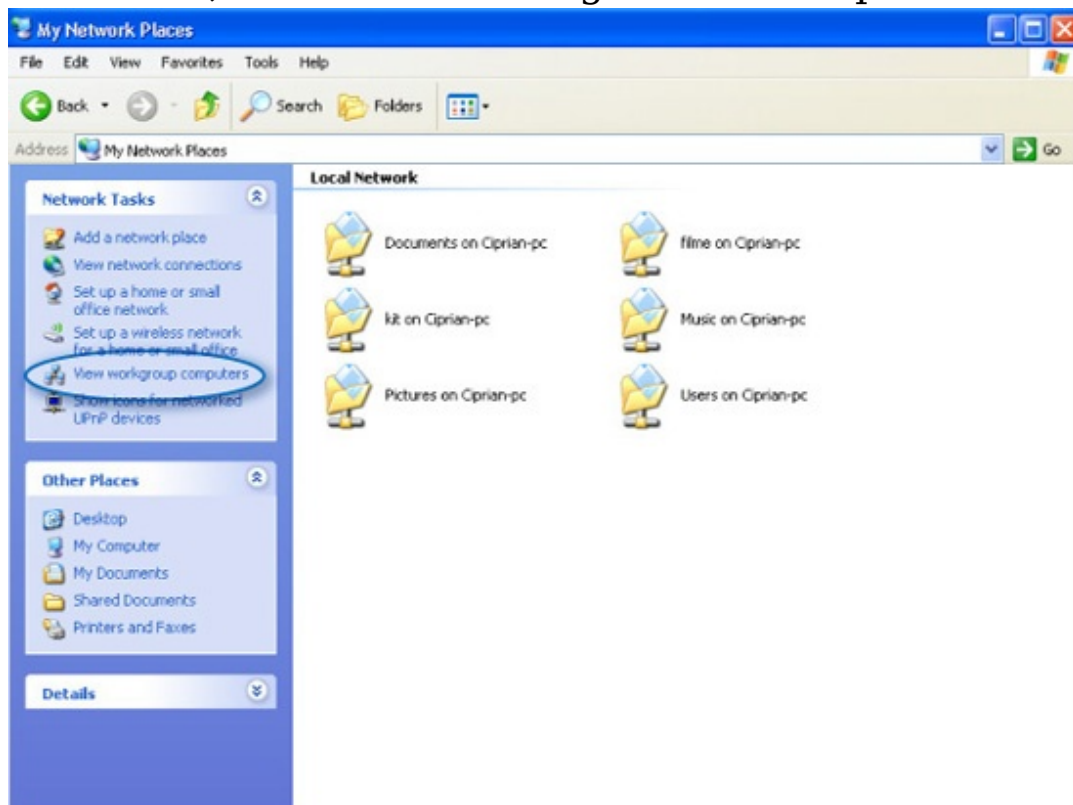 My Network Places
File Edit View Favorites Tools Help
Back Search Folders
Address My Network Places Go
Network Tasks
Add a network place
View network connections
Set up a home or small
office network
Set up a wireless network
for a home or small office
View workgroup computers
Show icons for networked
UPnP devices
Other Places
Desktop
My Computer
My Documents
Shared Documents
Printers and Faxes
Details
Local Network
Documents on Ciprian-pc
filme on Ciprian-pc
kit on Ciprian-pc
Music on Ciprian-pc
Pictures on Ciprian-pc
Users on Ciprian-pc